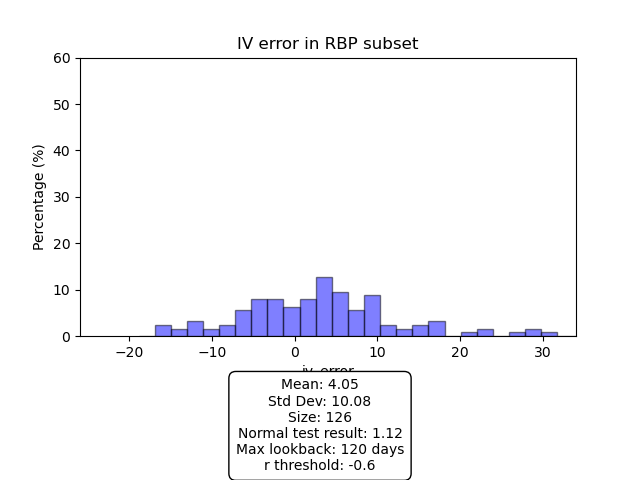 IV error in RBP subset
60
50
40
30
20
10
0
Percentage (%)
−20 −10 0 10 20 30
iv_error
Mean: 4.05
Std Dev: 10.08
Size: 126
Normal test result: 1.12
Max lookback: 120 days
r threshold: -0.6